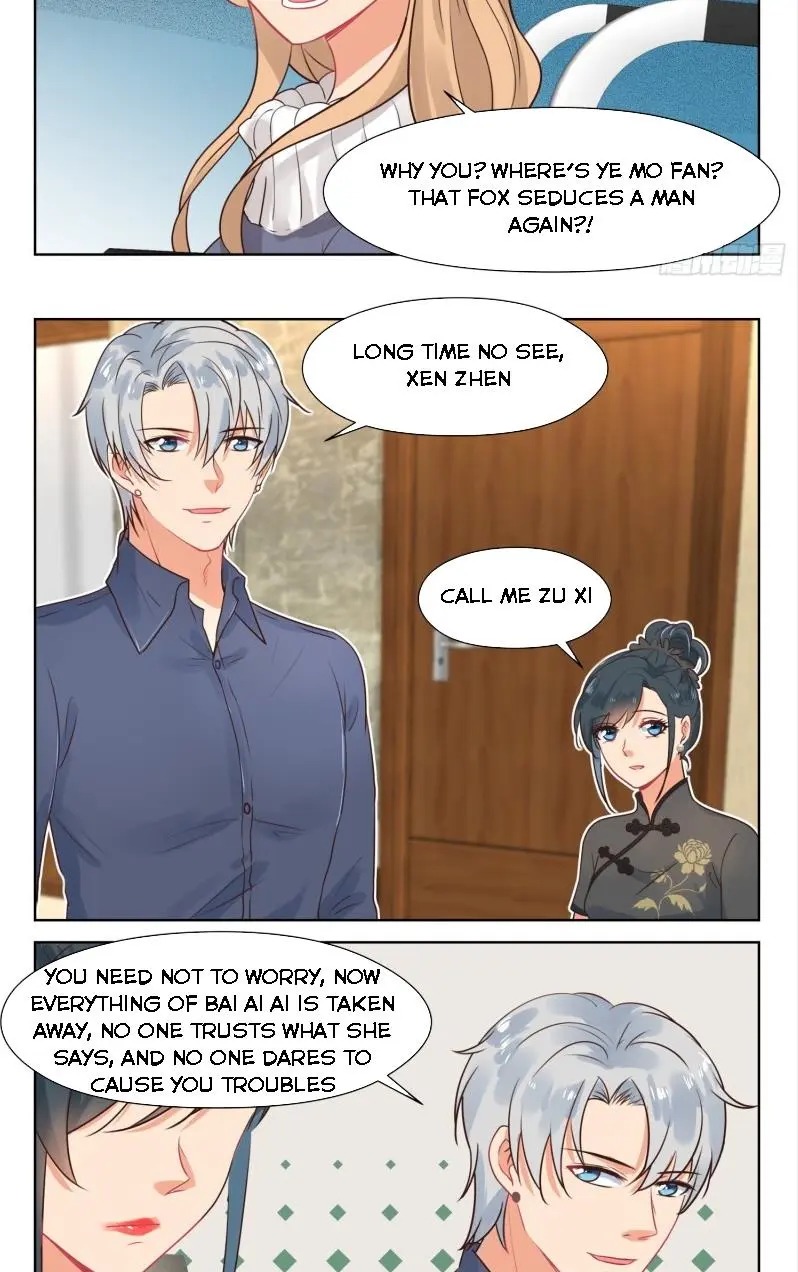 WHY YOU? WHERE'S YE MO FAN?
THAT FOX SEDUCES A MAN
AGAIN?!
LONG TIME NO SEE,
XEN ZHEN
CALL ME ZU XI
YOU NEED NOT TO WORRY, NOW
EVERYTHING OF BAI AI AI IS TAKEN
AWAY, NO ONE TRUSTS WHAT SHE
SAYS, AND NO ONE DARES TO
CAUSE YOU TROUBLES